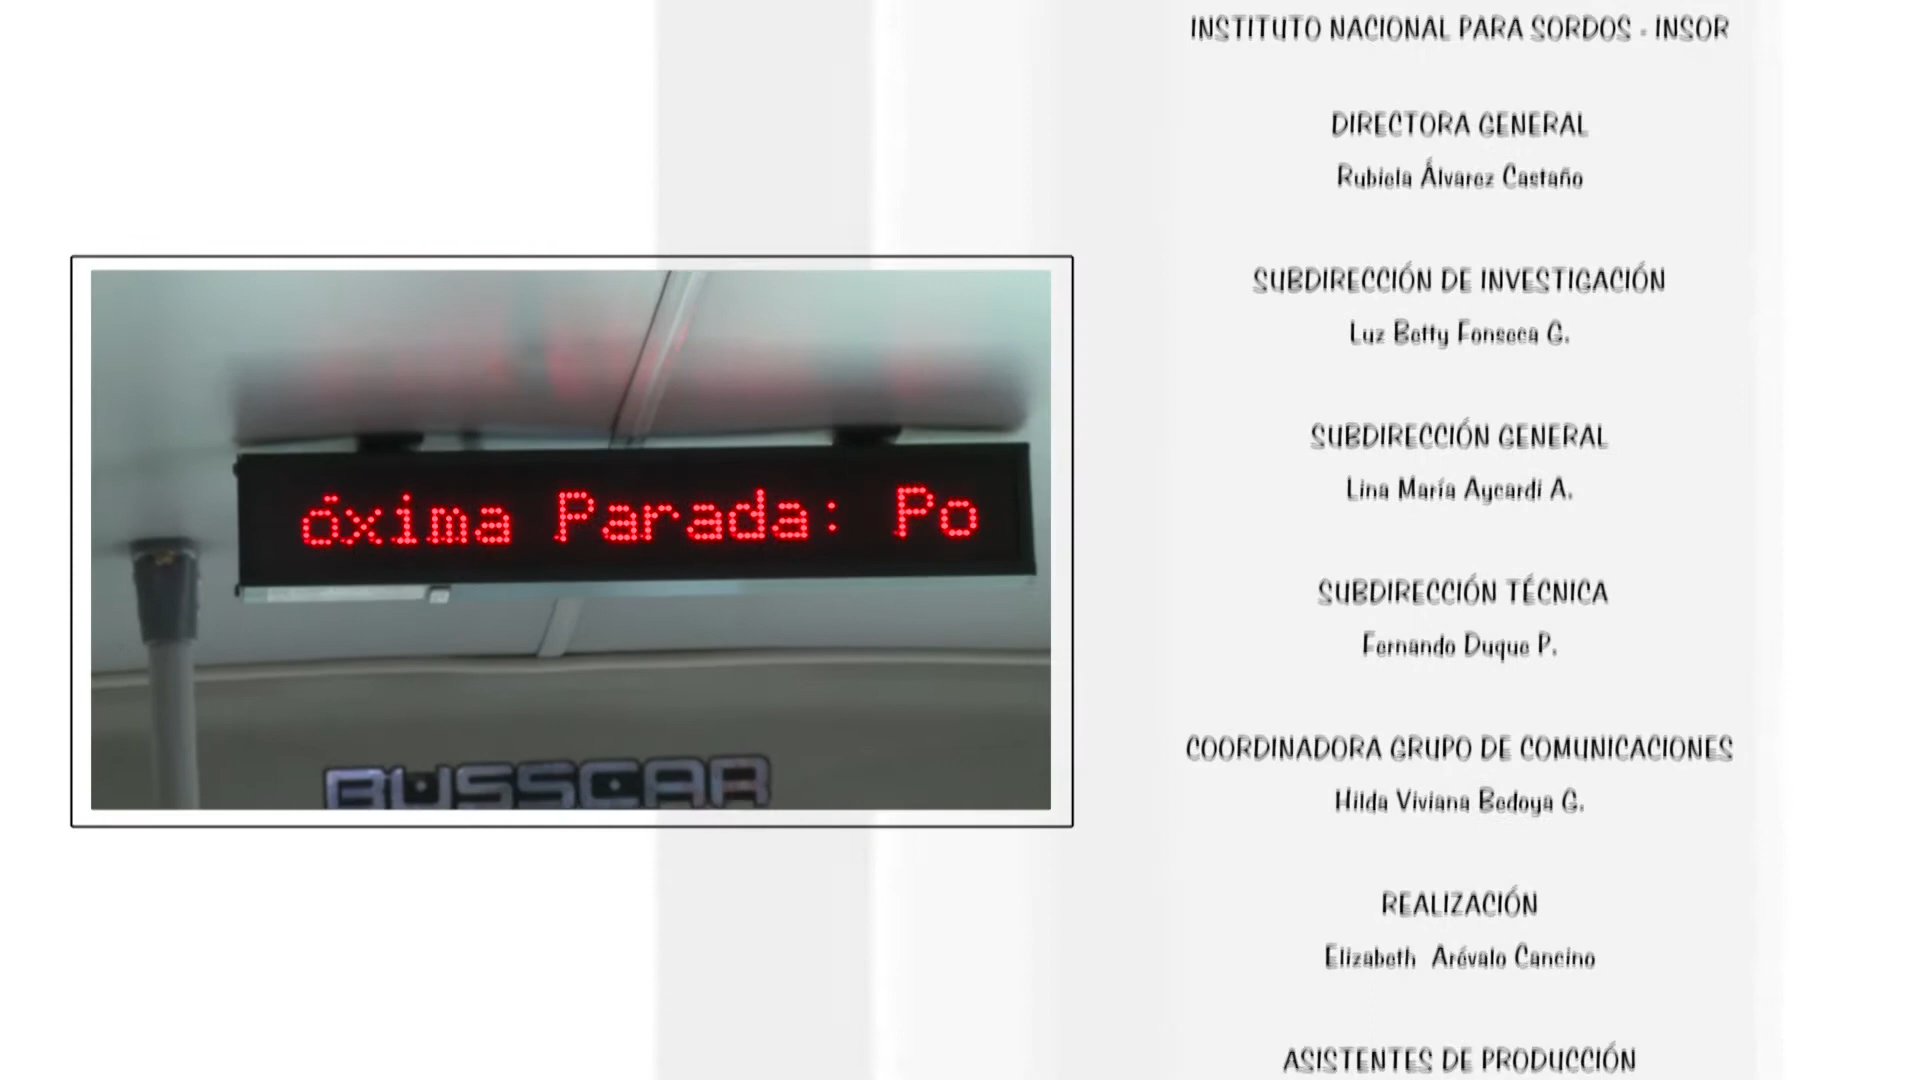 óxima Parada: Po
BUSSCAR
INSTITUTO NACIONAL PARA SORDOS - INSOR
DIRECTORA GENERAL
Rubiela Álvarez Castaño
SUBDIRECCIÓN DE INVESTIGACIÓN
Luz Betty Fonseca G.
SUBDIRECCIÓN GENERAL
Lina María Aycardi A.
SUBDIRECCIÓN TÉCNICA
Fernando Duque P.
COORDINADORA GRUPO DE COMUNICACIONES
Hilda Viviana Bedoya G.
REALIZACIÓN
Elizabeth Arévalo Cancino
ASISTENTES DE PRODUCCIÓN